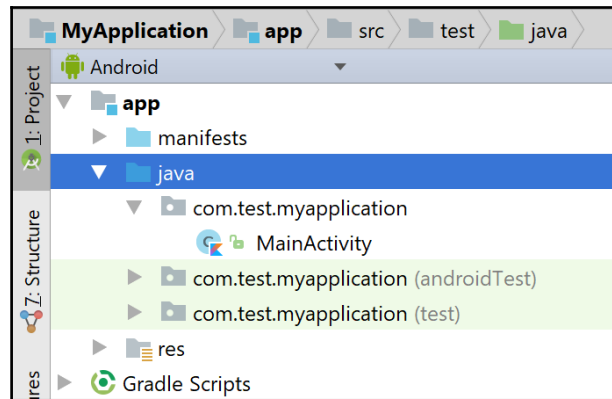 MyApplication app src test java
1: Project
Android
app
manifests
java
com.test.myapplication
MainActivity
7: Structure
com.test.myapplication (androidTest)
com.test.myapplication (test)
res
Gradle Scripts